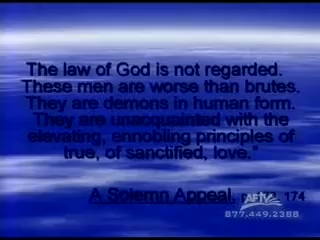 The law of God is not regarded.
These men are worse than brutes.
They are demons in human form.
They are unacquainted with the
elevating, ennobling principles of
true, of sanctified, love."
A Solemn Appeal, 174
AFTV
877.449.2388